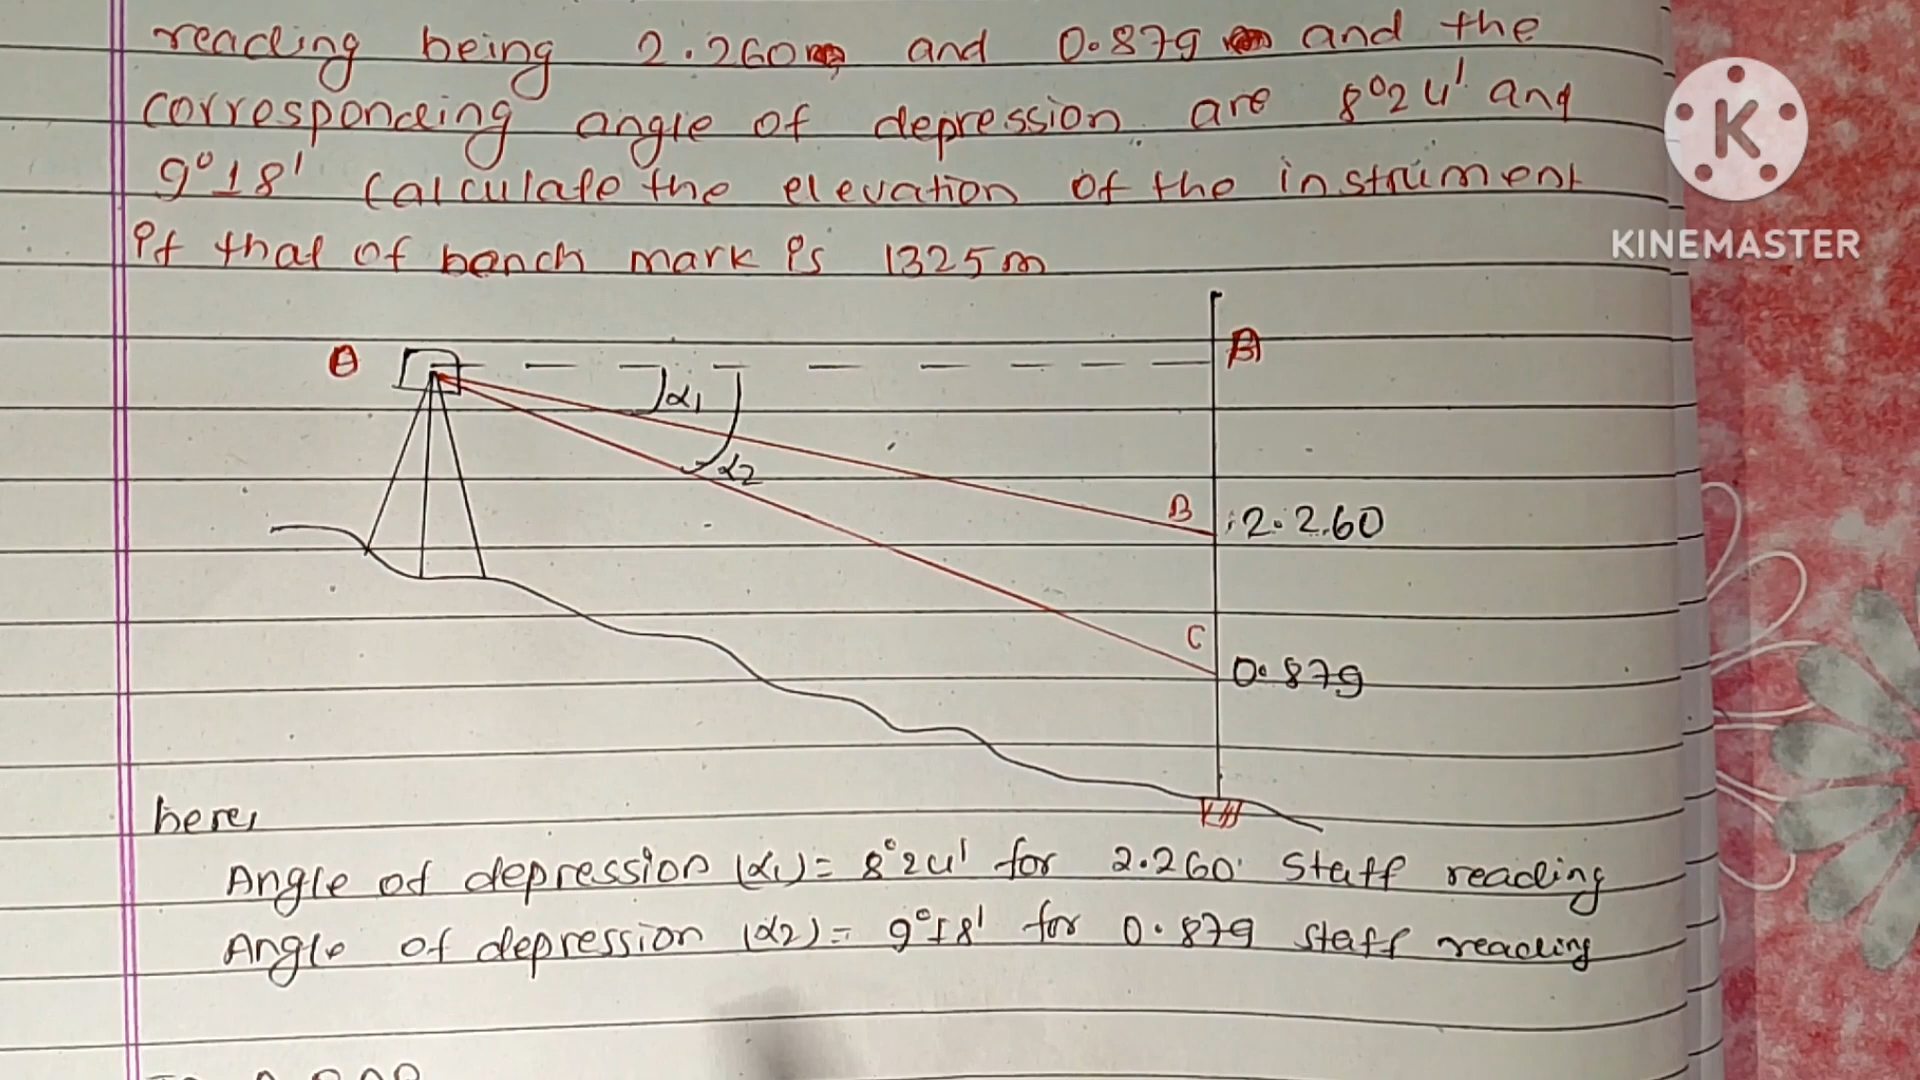 reading being 2.260m and 0.879 m and the
corresponding angle of depression are 8°24' and
9°18' Calculate the elevation of the instrument
if that of bench mark is 1325m
K
KINEMASTER
O
A
α1
α2
B
2.260
C
0.879
here,
Angle of depression (α1) = 8°24' for 2.260 staff reading
Angle of depression (α2) = 9°18' for 0.879 staff reading